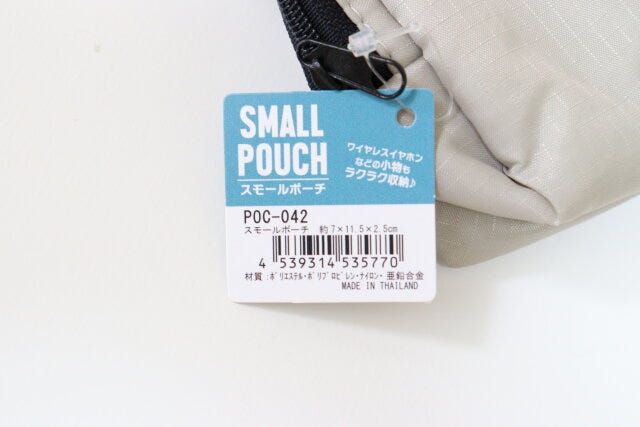 SMALL
POUCH
スモールポーチ
ワイヤレスイヤホン
などの小物も
ラクラク収納♪
POC-042
スモールポーチ 約7×11.5×2.5cm
4 539314 535770
材質:ポリエステル・ポリプロピレン・ナイロン・亜鉛合金
MADE IN THAILAND